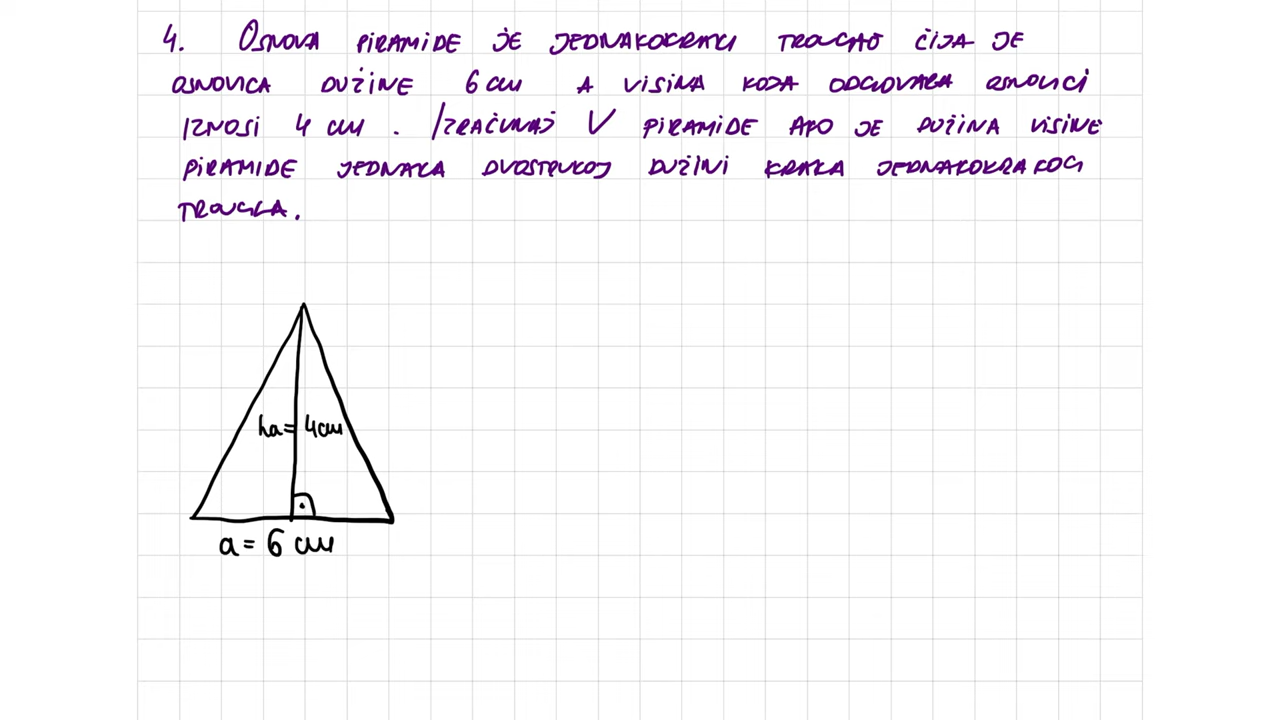 4. OSNOVA PIRAMIDE JE JEDNAKOKRAKI TROUGAO ČIJA JE
OSNOVICA DUŽINE 6 cm A VISINA KOJA ODGOVARA OSNOVICI
IZNOSI 4 cm. IZRAČUNAJ V PIRAMIDE AKO JE DUŽINA VISINE
PIRAMIDE JEDNAKA DVOSTRUKOJ DUŽINI KRAKA JEDNAKOKRAKOG
TROUGLA.
ha = 4cm
a = 6 cm